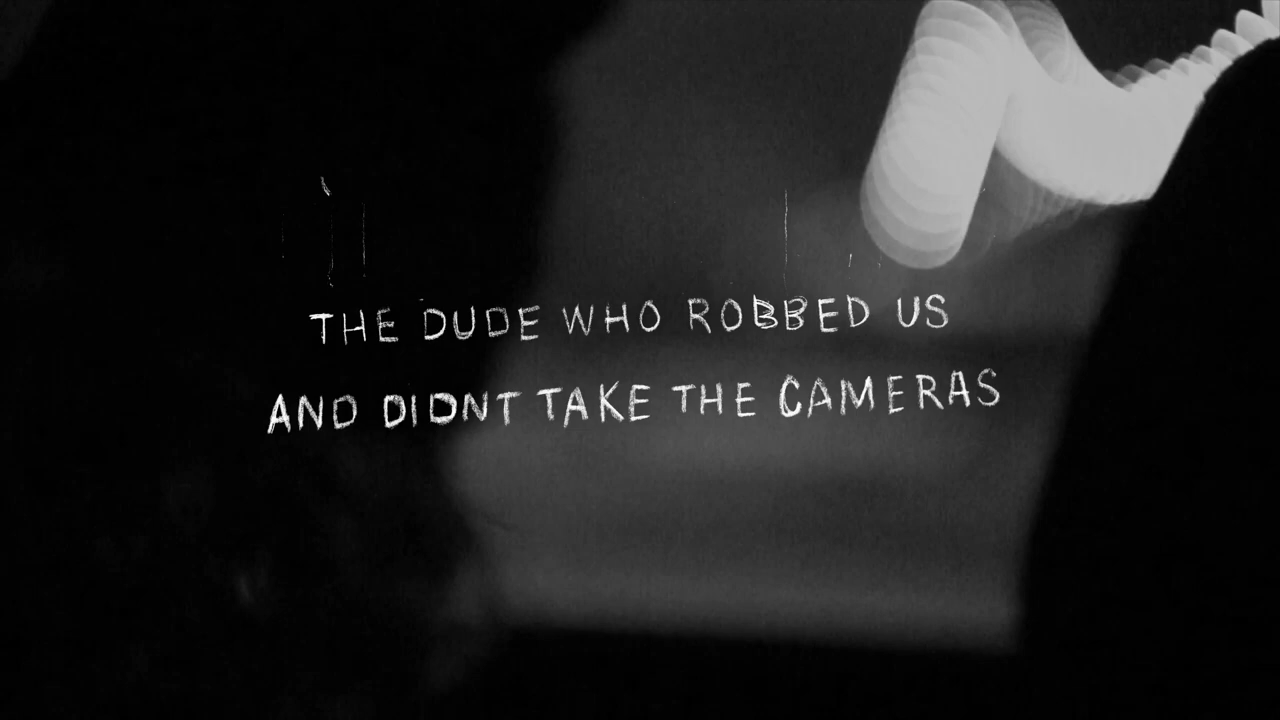 THE DUDE WHO ROBBED US
AND DIDNT TAKE THE CAMERAS